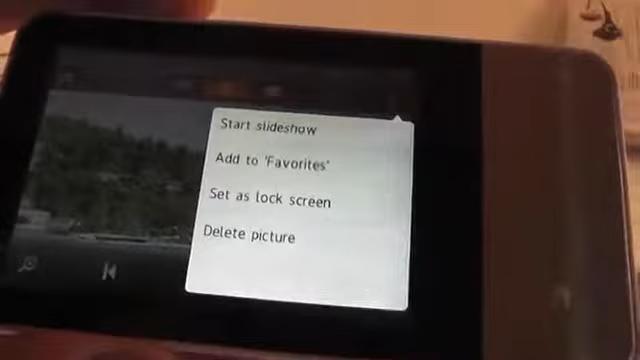 Start slideshow
Add to 'Favorites'
Set as lock screen
Delete picture